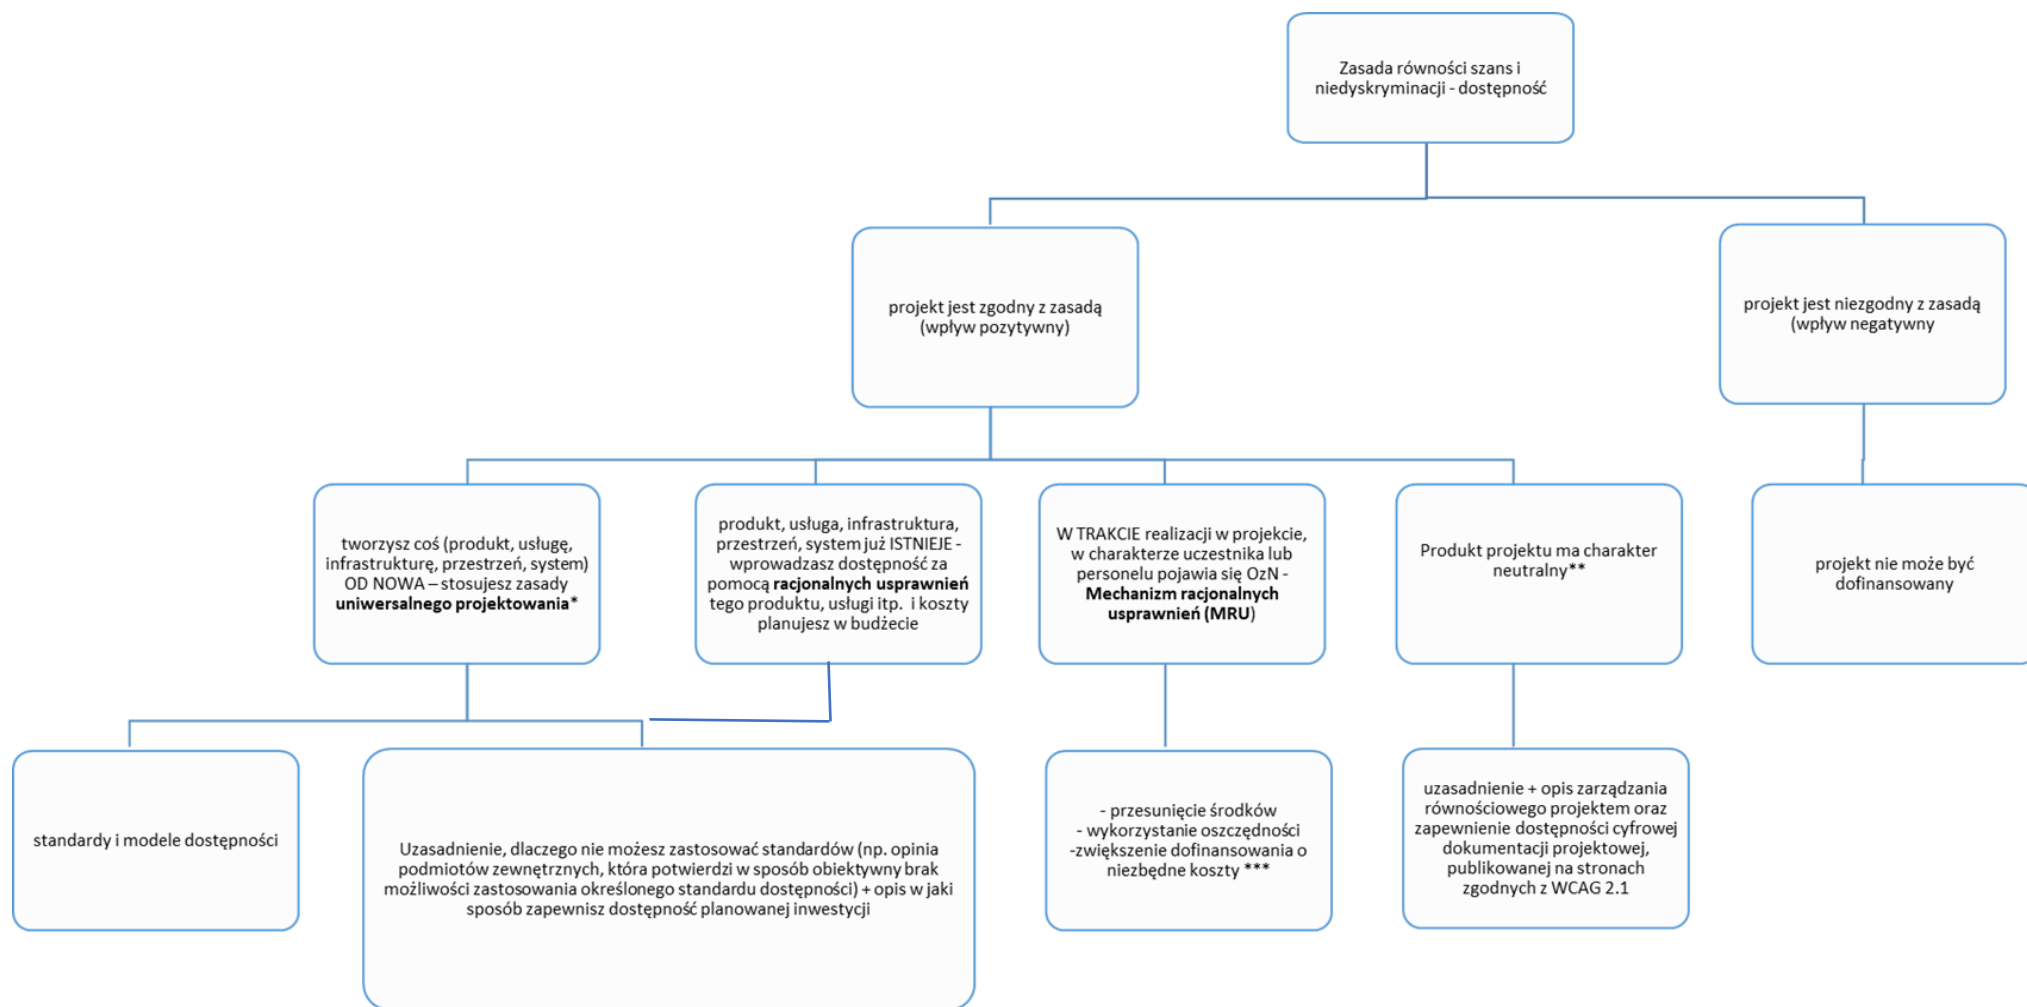 Zasada równości szans i
niedyskryminacji - dostępność
projekt jest zgodny z zasadą
(wpływ pozytywny)
projekt jest niezgodny z zasadą
(wpływ negatywny
tworzysz coś (produkt, usługę,
infrastrukturę, przestrzeń, system)
OD NOWA – stosujesz zasady
uniwersalnego projektowania*
produkt, usługa, infrastruktura,
przestrzeń, system już ISTNIEJE -
wprowadzasz dostępność za
pomocą racjonalnych usprawnień
tego produktu, usługi itp. i koszty
planujesz w budżecie
W TRAKCIE realizacji w projekcie,
w charakterze uczestnika lub
personelu pojawia się OzN -
Mechanizm racjonalnych
usprawnień (MRU)
Produkt projektu ma charakter
neutralny**
projekt nie może być
dofinansowany
standardy i modele dostępności
Uzasadnienie, dlaczego nie możesz zastosować standardów (np. opinia
podmiotów zewnętrznych, która potwierdzi w sposób obiektywny brak
możliwości zastosowania określonego standardu dostępności) + opis w jaki
sposób zapewnisz dostępność planowanej inwestycji
- przesunięcie środków
- wykorzystanie oszczędności
-zwiększenie dofinansowania o
niezbędne koszty ***
uzasadnienie + opis zarządzania
równościowego projektem oraz
zapewnienie dostępności cyfrowej
dokumentacji projektowej,
publikowanej na stronach
zgodnych z WCAG 2.1